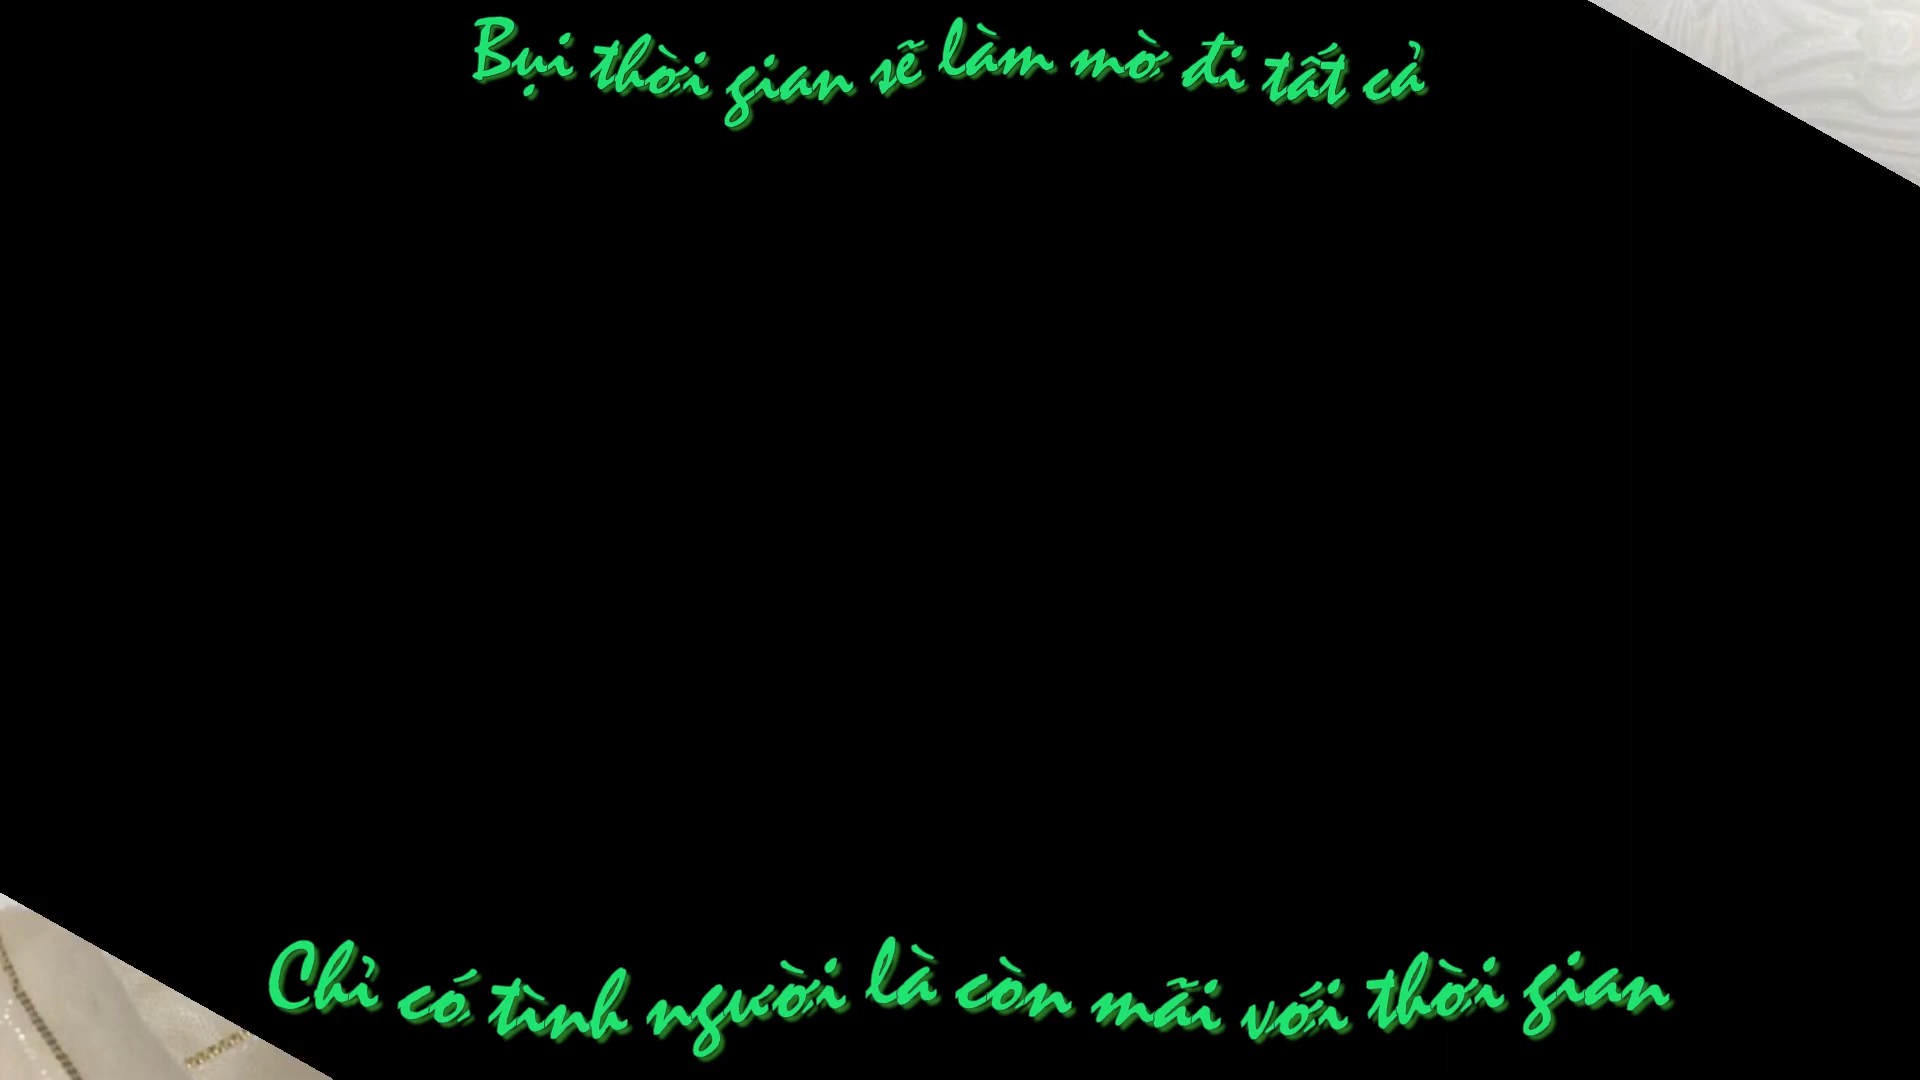 Bụi thời gian sẽ làm mờ đi tất cả
Chỉ có tình người là còn mãi với thời gian